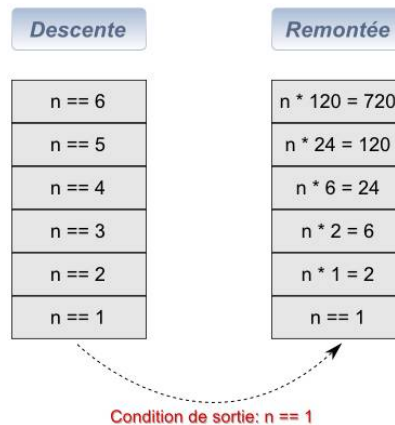 Descente
Remontée
n == 6
n * 120 = 720
n == 5
n * 24 = 120
n == 4
n * 6 = 24
n == 3
n * 2 = 6
n == 2
n * 1 = 2
n == 1
n == 1
Condition de sortie: n == 1